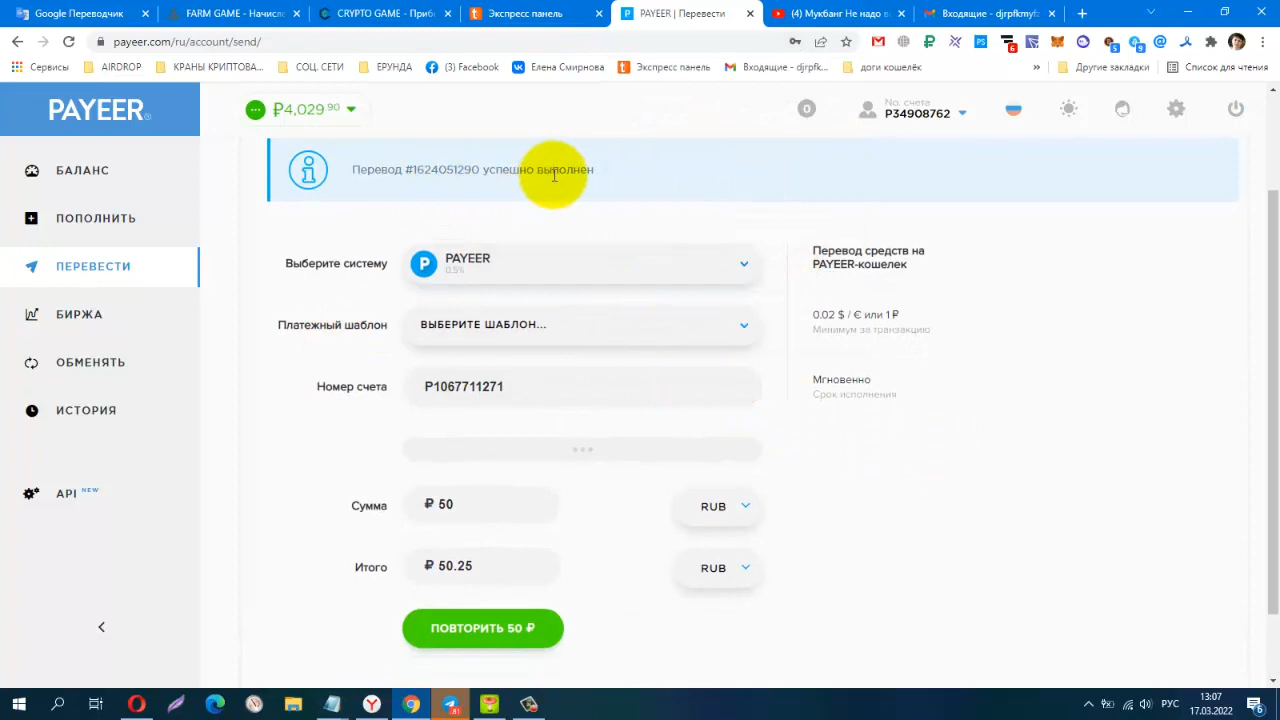 Google Переводчик
FARM GAME - Начисло
CRYPTO GAME - Прибы
Экспресс панель
PAYEER | Перевести
(4) Мукбанг Не надо в
Входящие - djrpfkmyfz
payeer.com/ru/account/send/
Сервисы
AIRDROP
КРАНЫ КРИПТОВА...
СОЦ. СЕТИ
ЕРУНДА
(3) Facebook
Елена Смирнова
Экспресс панель
Входящие - djrpfk...
доги кошелёк
»
Другие закладки
Список для чтения
PAYEER®
₽4,029.90
0
No. счета
P34908762
БАЛАНС
ПОПОЛНИТЬ
ПЕРЕВЕСТИ
БИРЖА
ОБМЕНЯТЬ
ИСТОРИЯ
API NEW
Перевод #1624051290 успешно выполнен
Выберите систему
PAYEER
0.5%
Платежный шаблон
ВЫБЕРИТЕ ШАБЛОН...
Номер счета
P1067711271
Сумма
₽ 50
RUB
Итого
₽ 50.25
RUB
ПОВТОРИТЬ 50 ₽
Перевод средств на
PAYEER-кошелек
0.02 $ / € или 1 ₽
Минимум за транзакцию
Мгновенно
Срок исполнения
РУС
13:07
17.03.2022